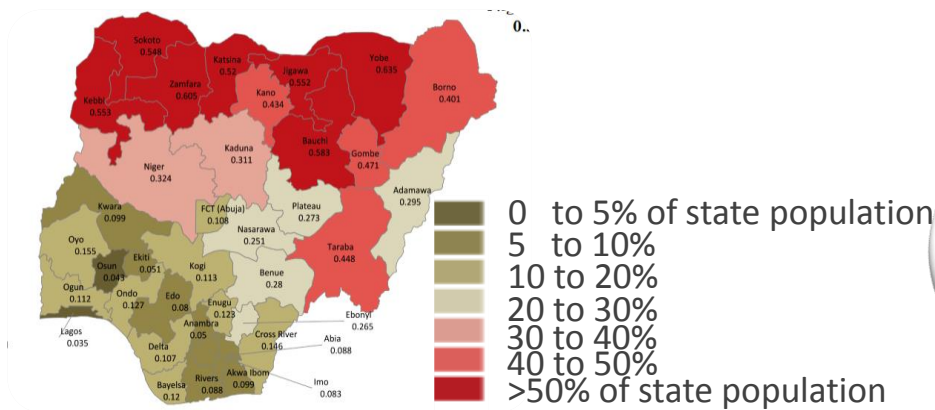 0..
Sokoto
0.548
Katsina
0.52
Jigawa
0.552
Yobe
0.635
Borno
0.401
Zamfara
0.605
Kano
0.434
Kebbi
0.553
Bauchi
0.583
Gombe
0.471
Kaduna
0.311
Niger
0.324
Adamawa
0.295
Kwara
0.099
FCT (Abuja)
0.108
Plateau
0.273
Nasarawa
0.251
Taraba
0.448
Oyo
0.155
Osun
0.043
Ekiti
0.051
Kogi
0.113
Benue
0.28
Ogun
0.112
Ondo
0.127
Edo
0.08
Enugu
0.123
Ebonyi
0.265
Lagos
0.035
Anambra
0.05
Cross River
0.146
Abia
0.088
Delta
0.107
Imo
0.083
Bayelsa
0.12
Rivers
0.088
Akwa Ibom
0.099
0 to 5% of state population
5 to 10%
10 to 20%
20 to 30%
30 to 40%
40 to 50%
>50% of state population